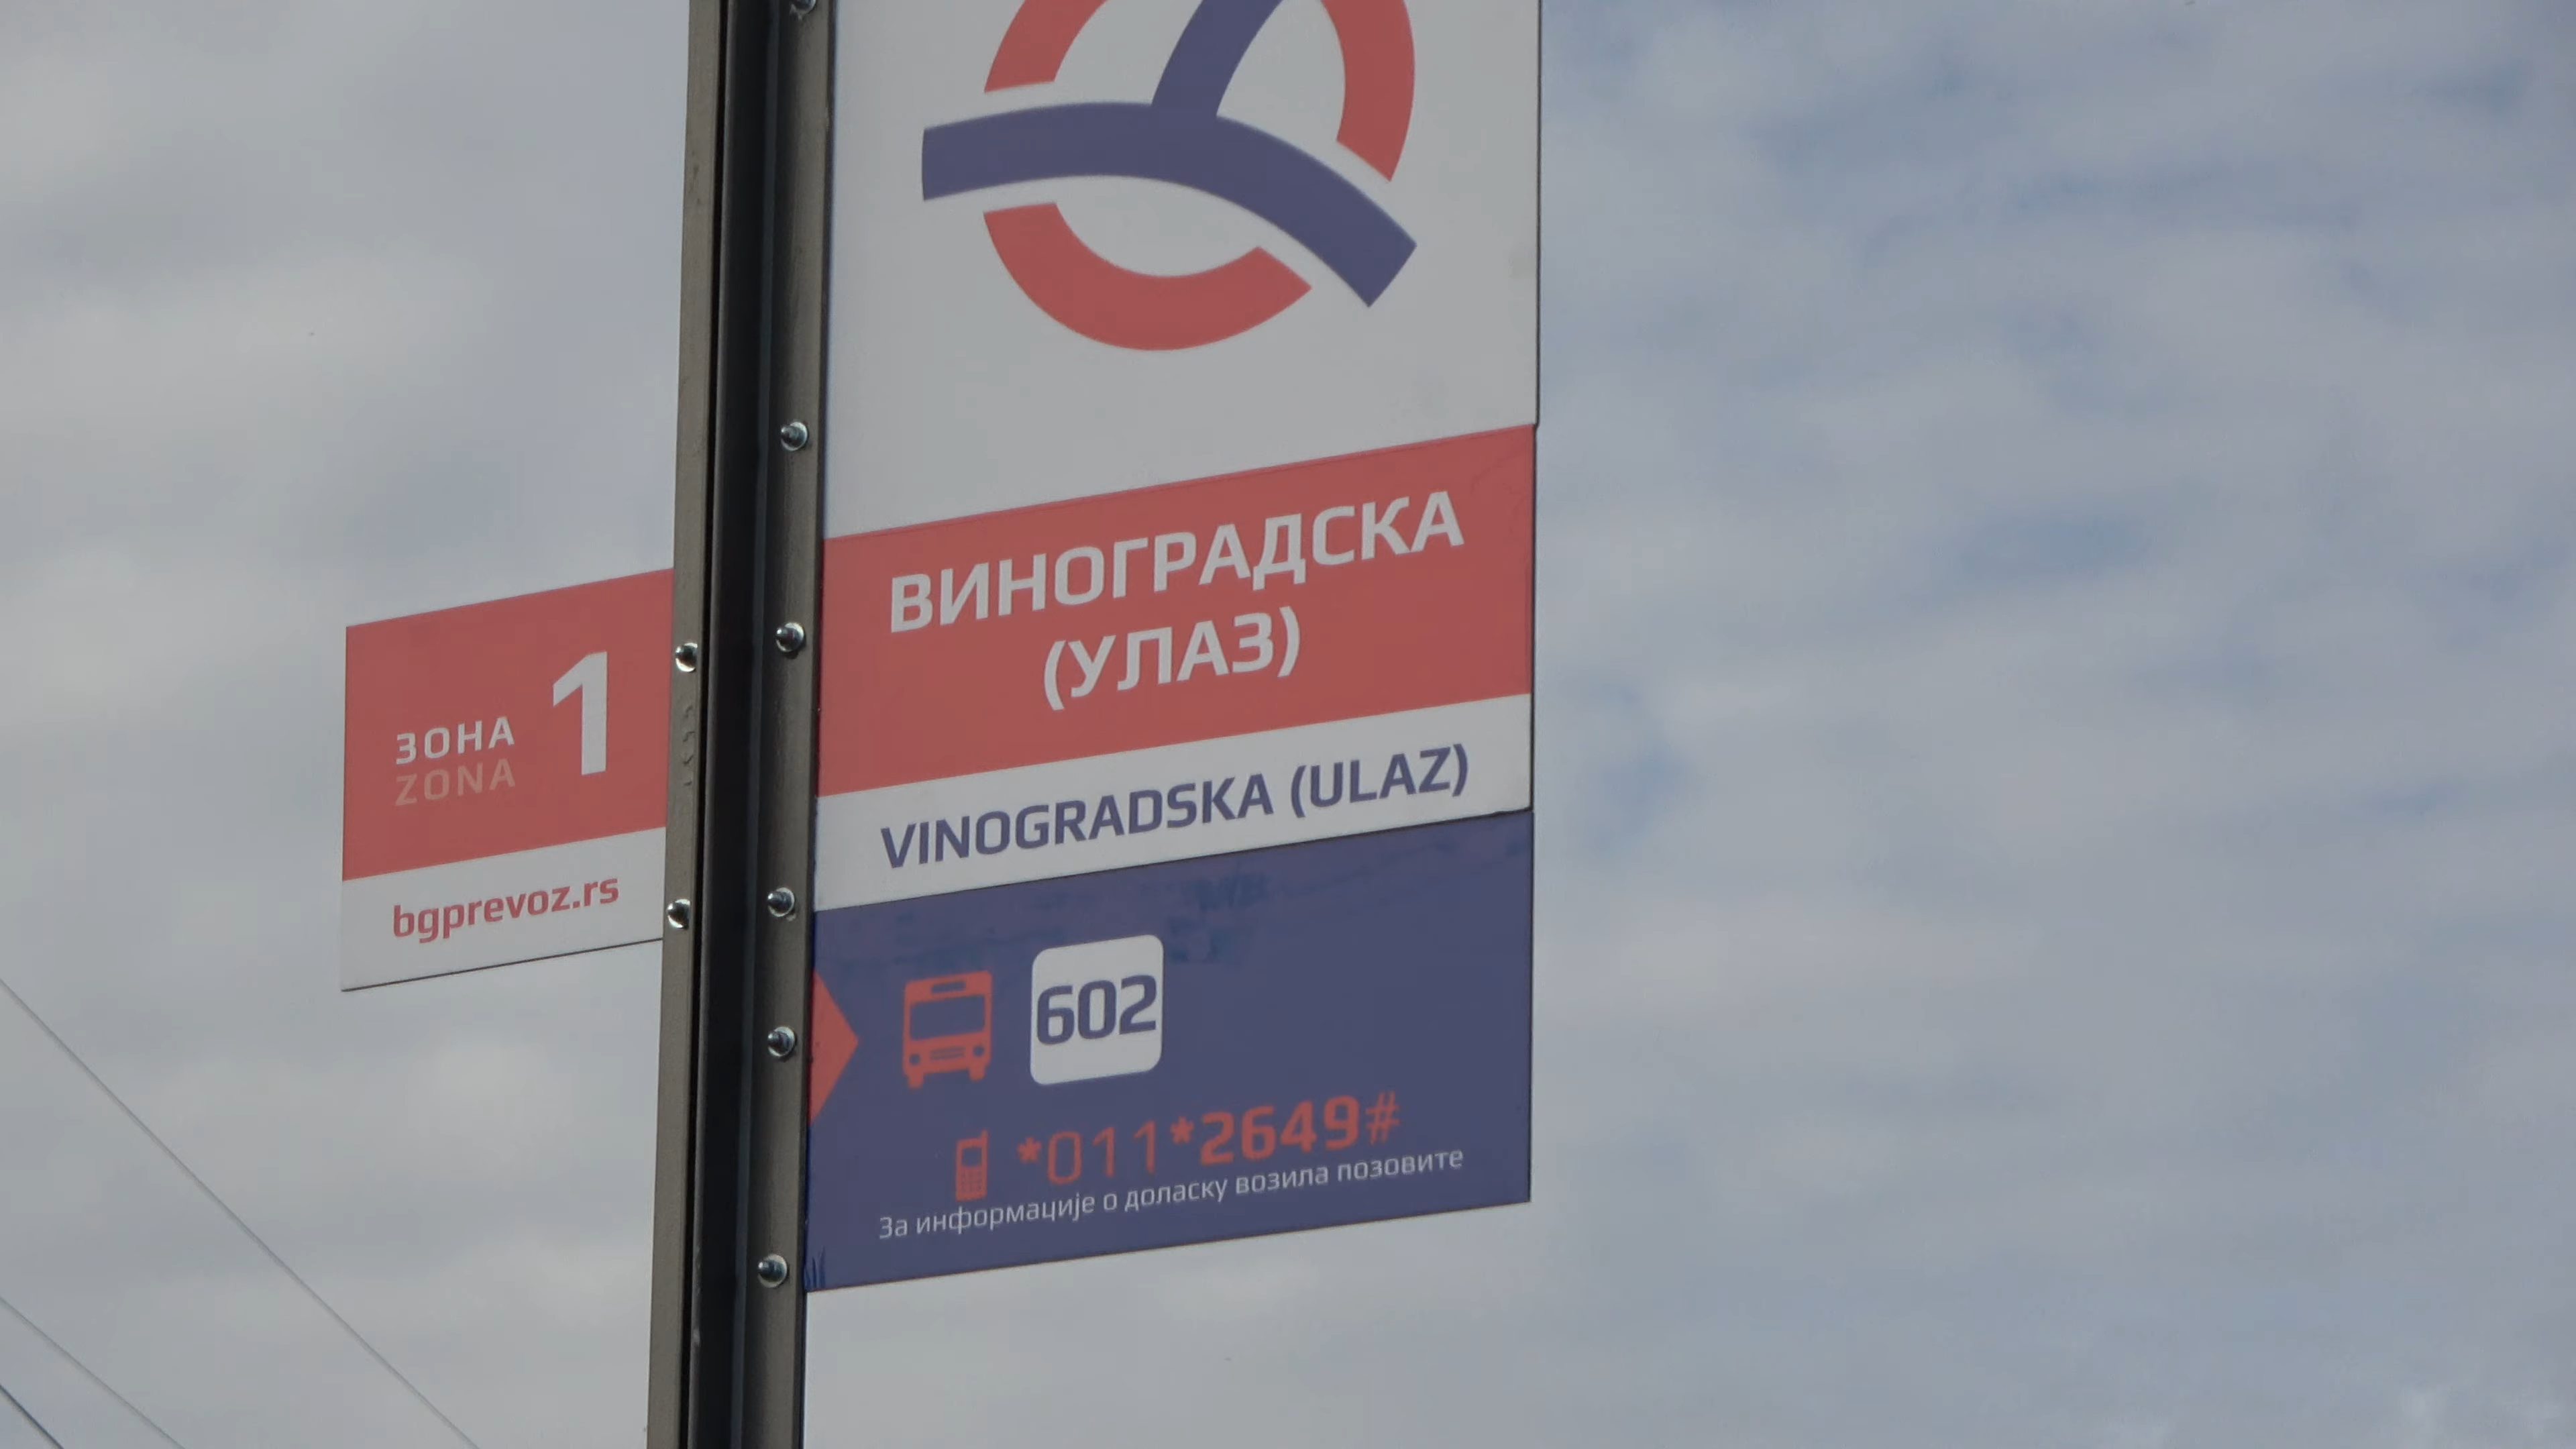 ВИНОГРАДСКА
(УЛАЗ)
VINOGRADSKA (ULAZ)
ЗОНА 1
ZONA
bgprevoz.rs
602
*011*2649#
За информације о доласку возила позовите